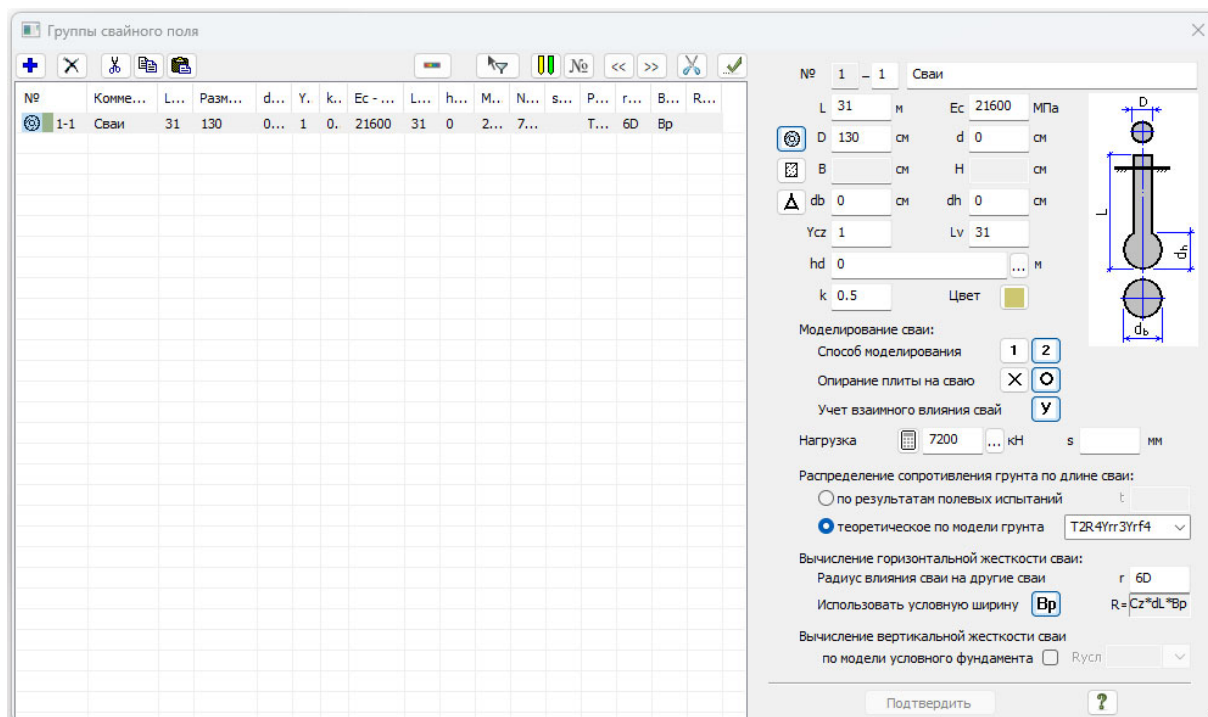 Группы свайного поля
№ << >>
№ Комме... L... Разм... d... Y. k.. Ec - ... L... h... M... N... s... P... r... B... R...
1-1 Сваи 31 130 0... 1 0.. 21600 31 0 2... 7... T... 6D Bp
№ 1 – 1 Сваи
L 31 м Ec 21600 МПа
D 130 см d 0 см
B см H см
db 0 см dh 0 см
Ycz 1 Lv 31
hd 0 ... м
k 0.5 Цвет
D
L
dh
db
Моделирование сваи:
Способ моделирования 1 2
Опирание плиты на сваю
Учет взаимного влияния свай У
Нагрузка 7200 ... кН s мм
Распределение сопротивления грунта по длине сваи:
по результатам полевых испытаний t
теоретическое по модели грунта T2R4Yrr3Yrf4
Вычисление горизонтальной жесткости сваи:
Радиус влияния сваи на другие сваи r 6D
Использовать условную ширину Bp R=Cz*dL*Bp
Вычисление вертикальной жесткости сваи
по модели условного фундамента Rусл
Подтвердить ?